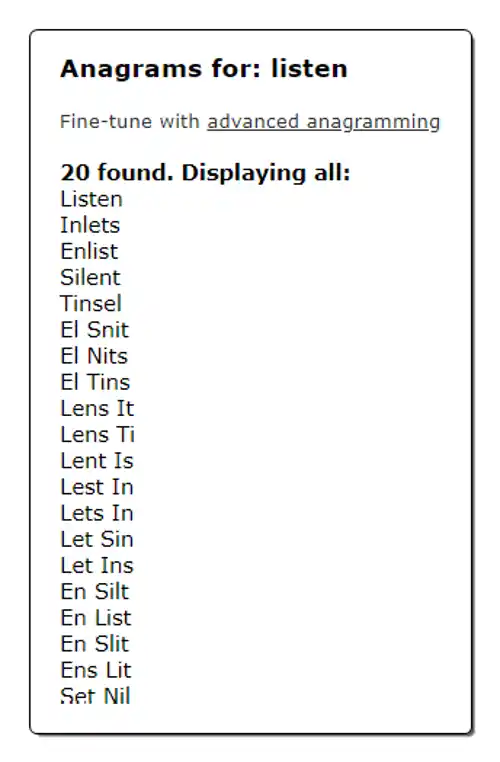 Anagrams for: listen
Fine-tune with advanced anagramming
20 found. Displaying all:
Listen
Inlets
Enlist
Silent
Tinsel
El Snit
El Nits
El Tins
Lens It
Lens Ti
Lent Is
Lest In
Lets In
Let Sin
Let Ins
En Silt
En List
En Slit
Ens Lit
Set Nil